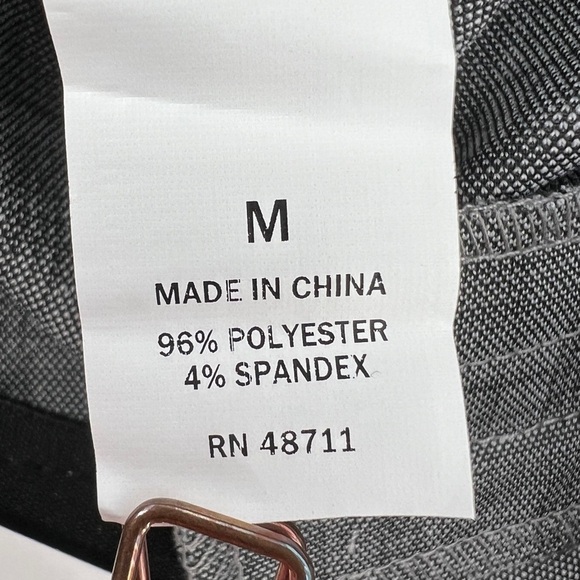 M
MADE IN CHINA
96% POLYESTER
4% SPANDEX
RN 48711